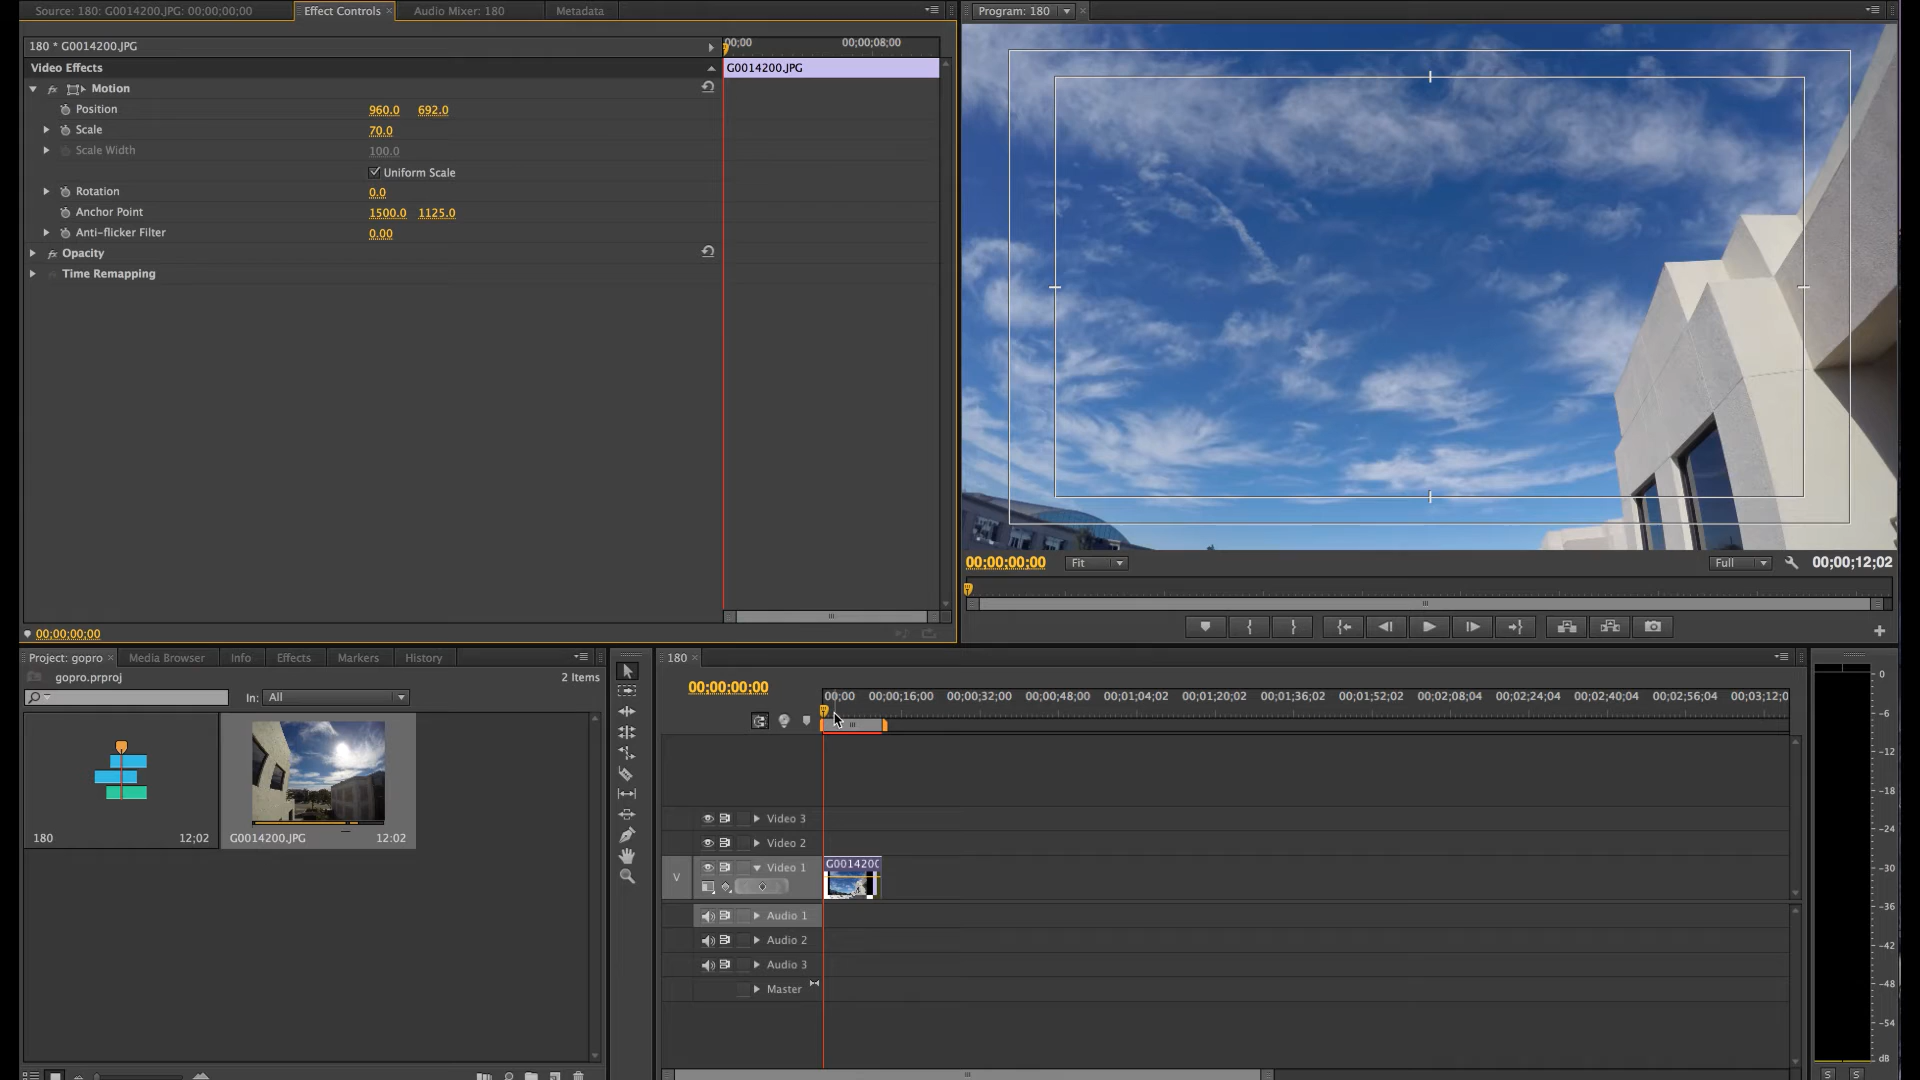 Source: 180: G0014200.JPG: 00;00;00;00
Effect Controls
Audio Mixer: 180
Metadata
Program: 180
180 * G0014200.JPG
00;00
00;00;08;00
Video Effects
G0014200.JPG
fx Motion
Position 960.0 692.0
Scale 70.0
Scale Width 100.0
Uniform Scale
Rotation 0.0
Anchor Point 1500.0 1125.0
Anti-flicker Filter 0.00
fx Opacity
Time Remapping
00;00;00;00
Fit
Full
00;00;12;02
00;00;00;00
Project: gopro
Media Browser
Info
Effects
Markers
History
gopro.prproj
2 Items
In: All
180 12;02
G0014200.JPG 12:02
180
00;00;00;00
00;00 00;00;16;00 00;00;32;00 00;00;48;00 00;01;04;02 00;01;20;02 00;01;36;02 00;01;52;02 00;02;08;04 00;02;24;04 00;02;40;04 00;02;56;04 00;03;12;0
Video 3
Video 2
V
Video 1
G001420
Audio 1
Audio 2
Audio 3
Master
0
-6
-12
-18
-24
-30
-36
-42
-48
-54
dB
S S